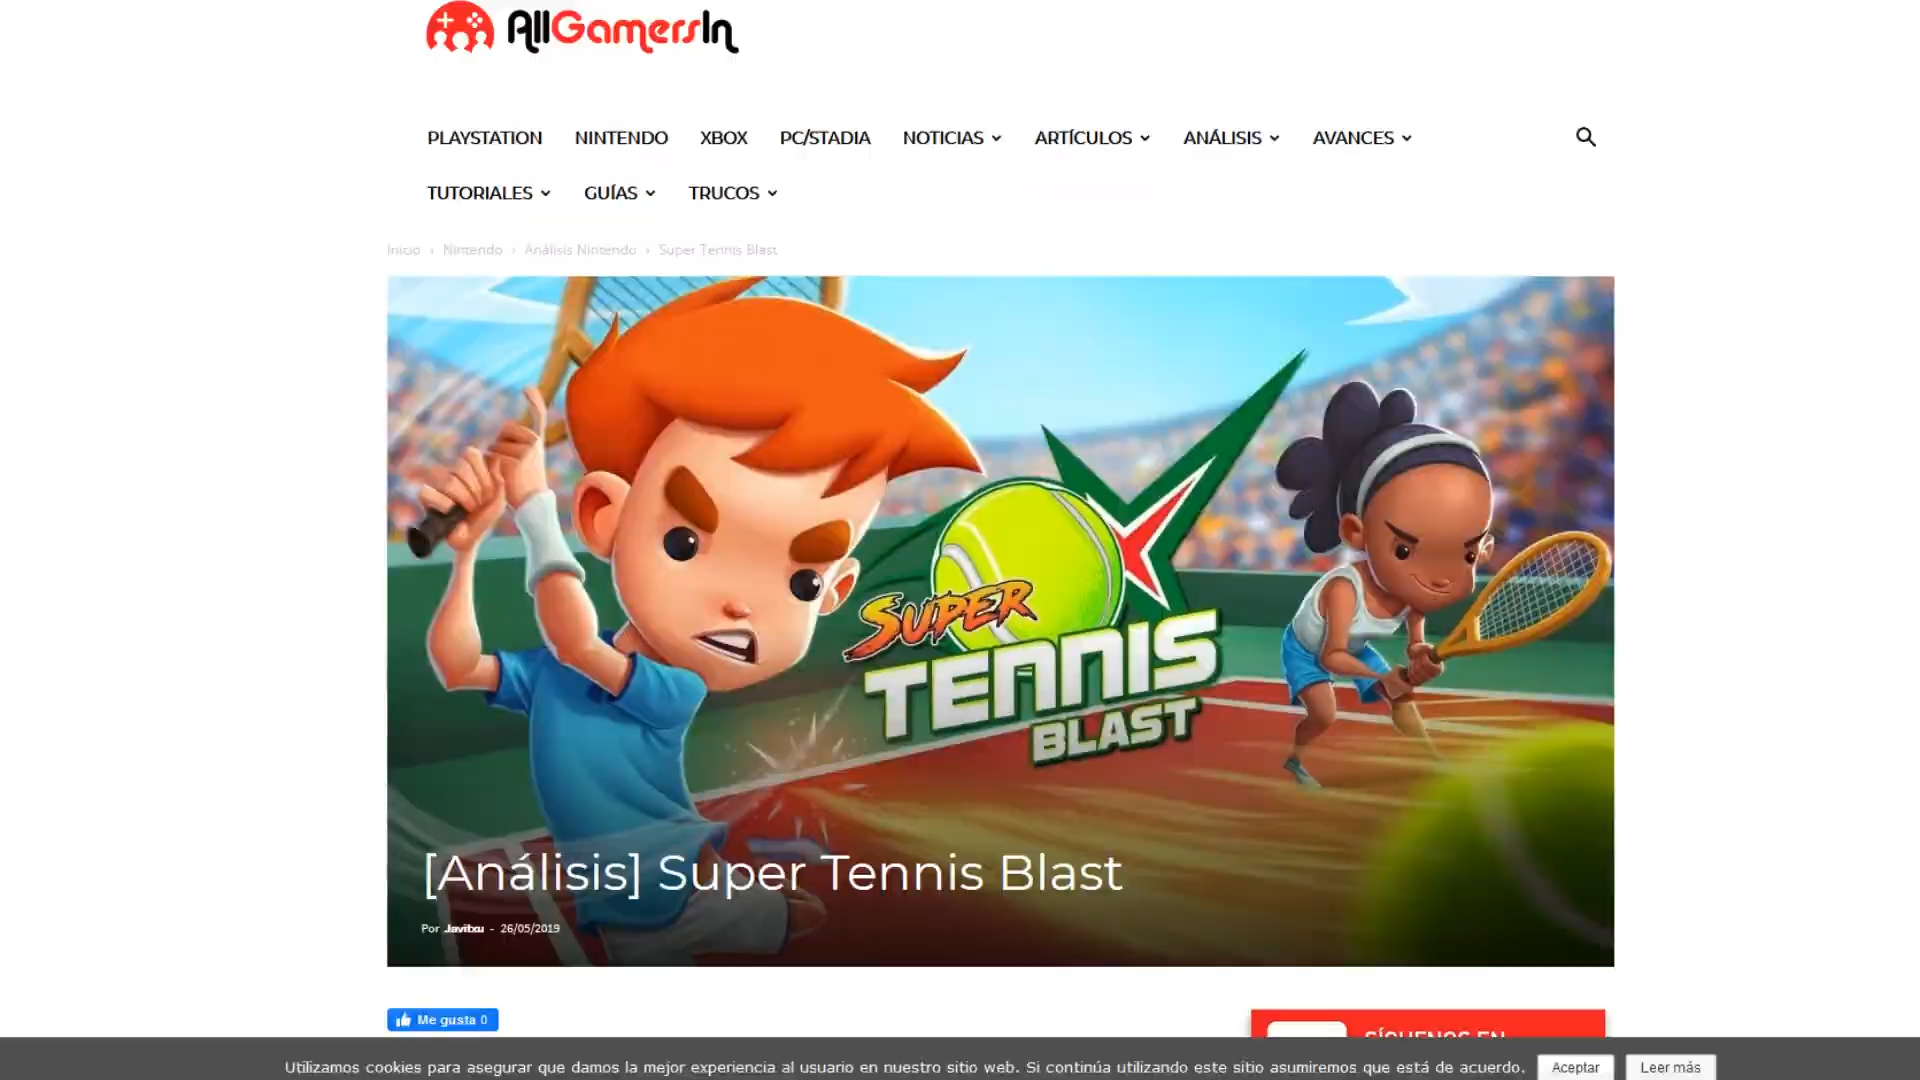 AllGamersIn
PLAYSTATION NINTENDO XBOX PC/STADIA NOTICIAS ARTÍCULOS ANÁLISIS AVANCES
TUTORIALES GUÍAS TRUCOS
Inicio › Nintendo › Análisis Nintendo › Super Tennis Blast
SUPER
TENNIS
BLAST
[Análisis] Super Tennis Blast
Por Javitxu - 26/05/2019
Me gusta 0
SÍGUENOS EN
Utilizamos cookies para asegurar que damos la mejor experiencia al usuario en nuestro sitio web. Si continúa utilizando este sitio asumiremos que está de acuerdo. Aceptar Leer más